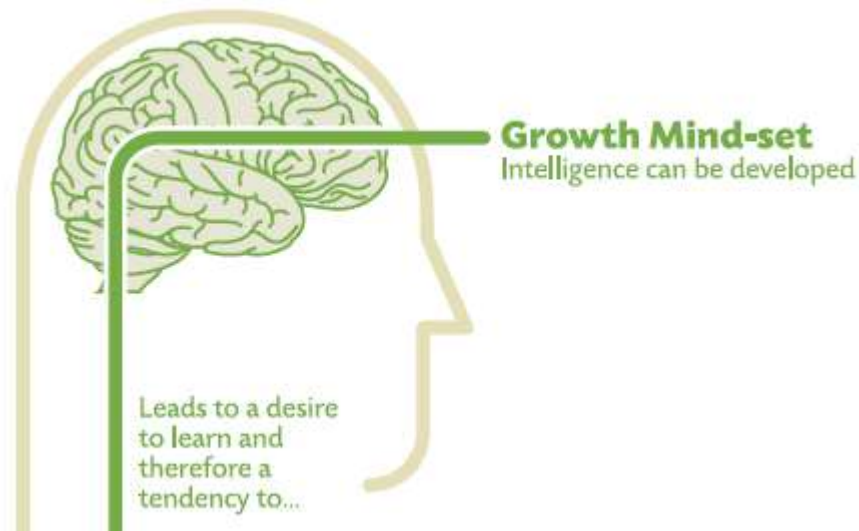 Growth Mind-set
Intelligence can be developed
Leads to a desire
to learn and
therefore a
tendency to...